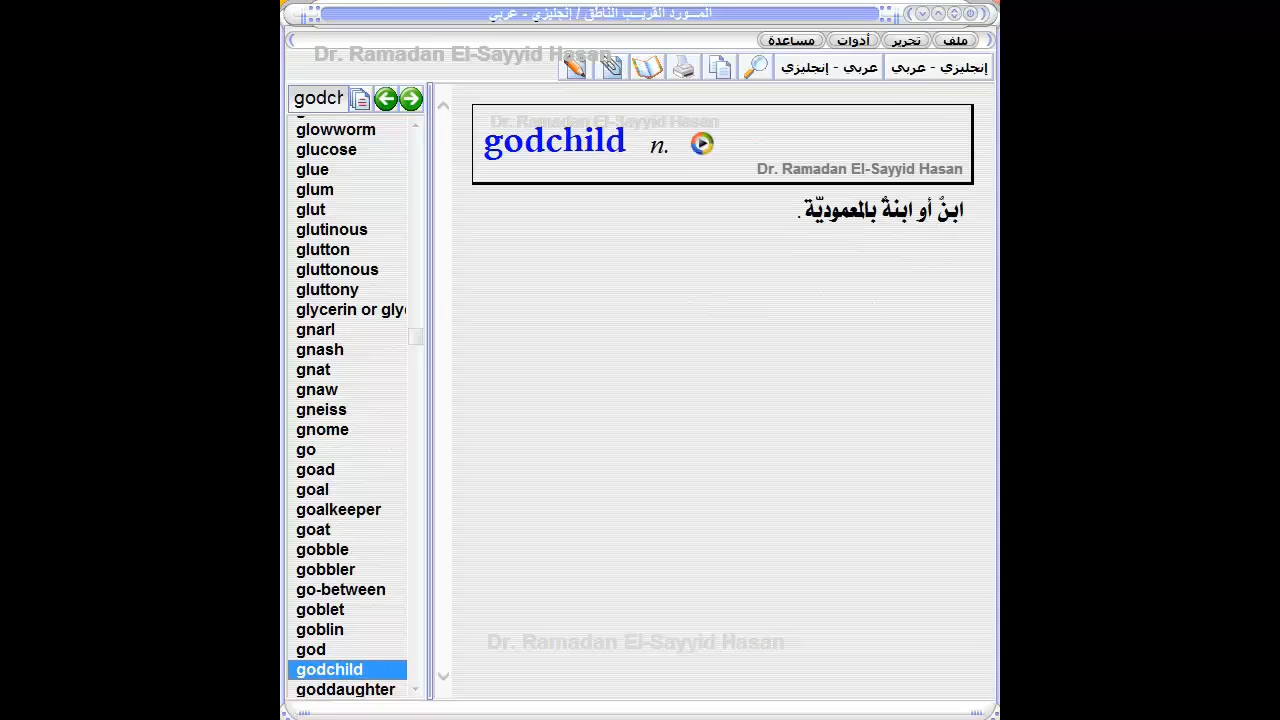 المـــورد القريـــب الناطق / إنجليزي - عربي
ملف
تحرير
أدوات
مساعدة
Dr. Ramadan El-Sayyid Hasan
إنجليزي - عربي
عربي - إنجليزي
godch
glowworm
glucose
glue
glum
glut
glutinous
glutton
gluttonous
gluttony
glycerin or gly
gnarl
gnash
gnat
gnaw
gneiss
gnome
go
goad
goal
goalkeeper
goat
gobble
gobbler
go-between
goblet
goblin
god
godchild
goddaughter
Dr. Ramadan El-Sayyid Hasan
godchild n.
Dr. Ramadan El-Sayyid Hasan
ابنٌ أو ابنةٌ بالمعموديّة .
Dr. Ramadan El-Sayyid Hasan